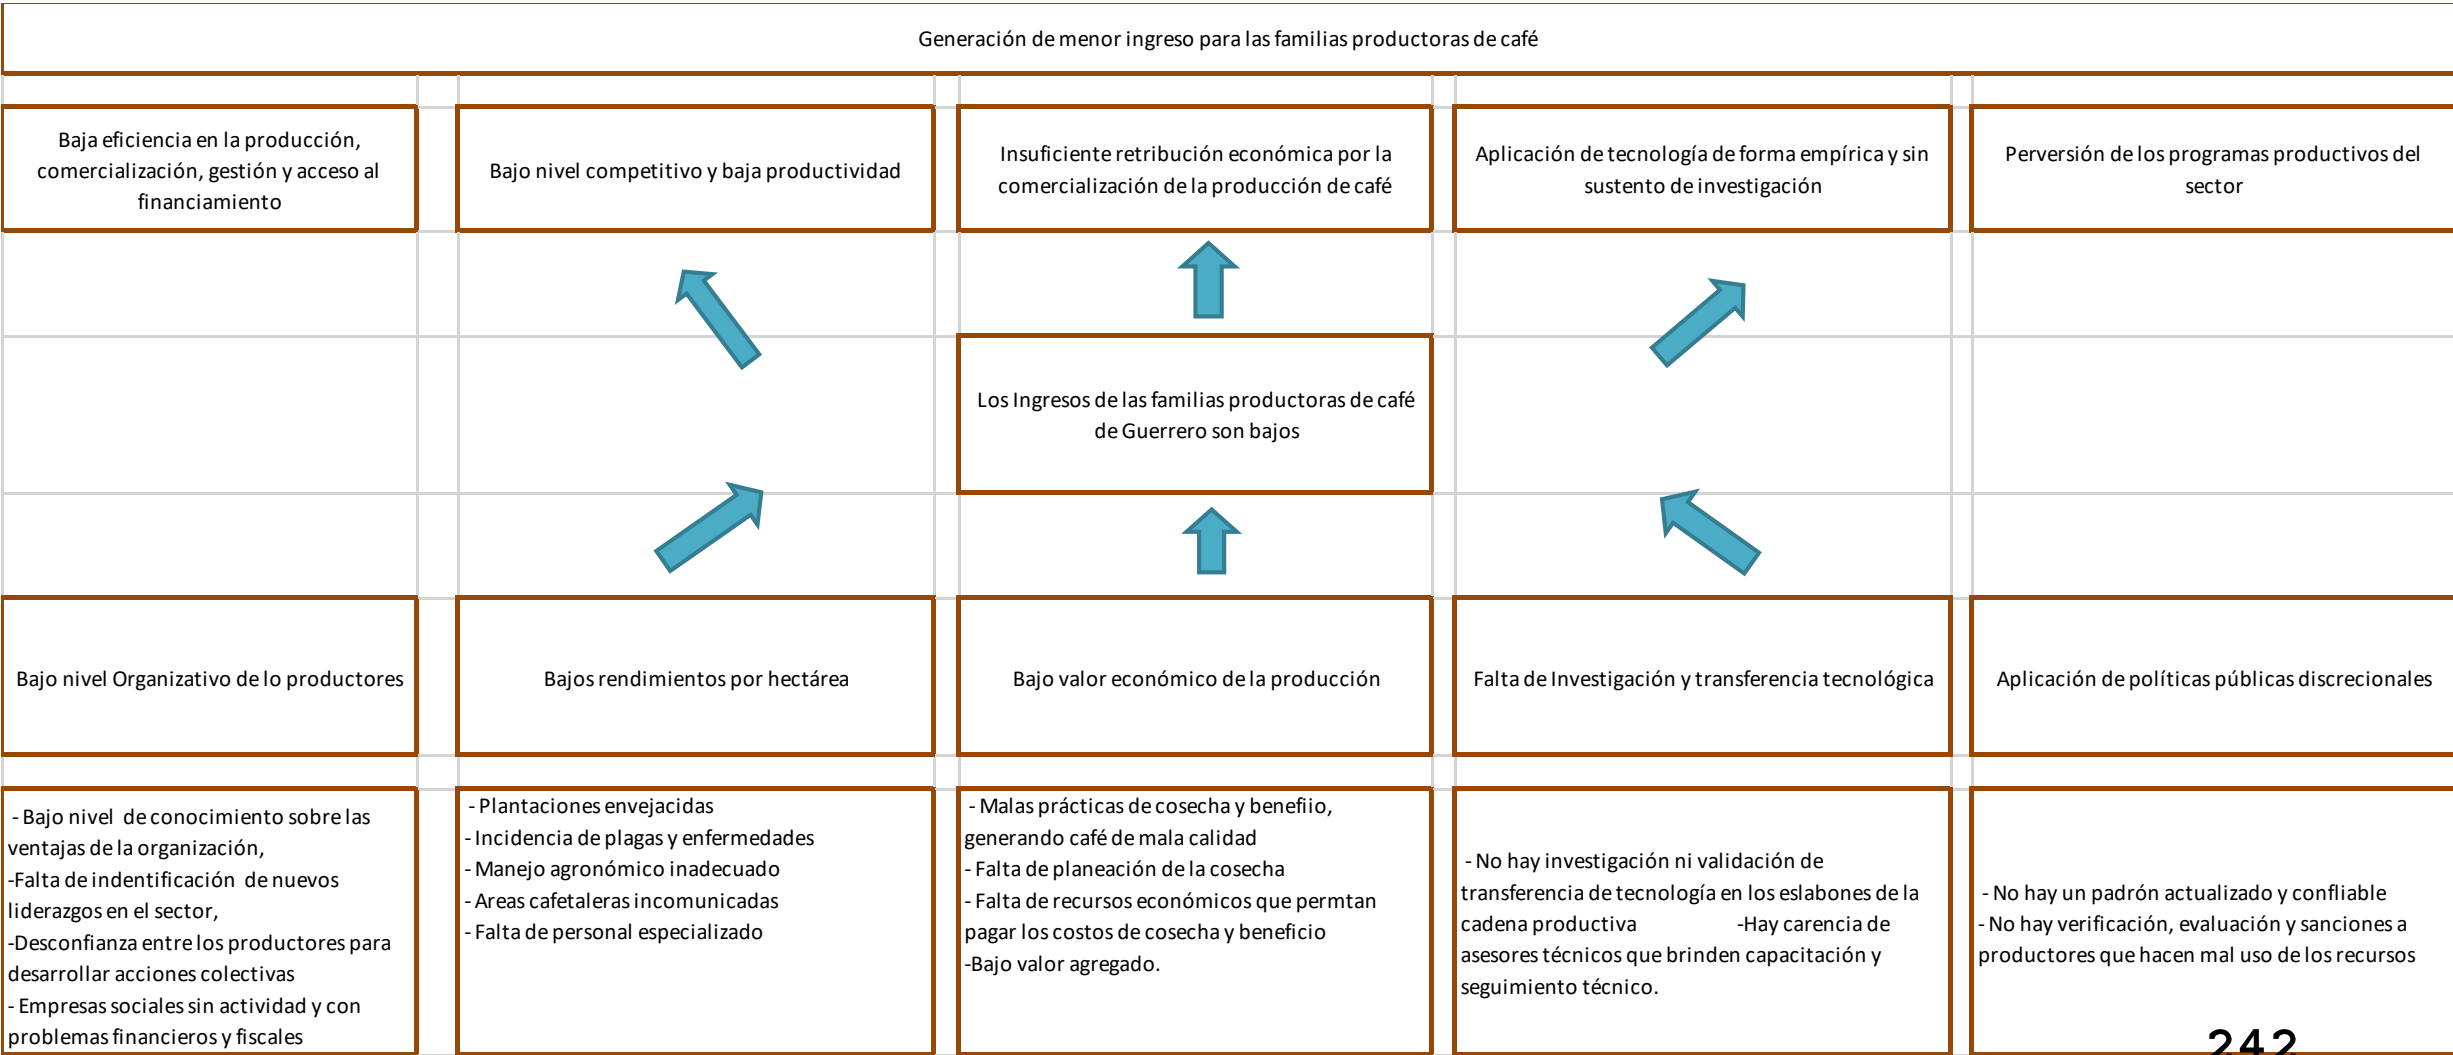 Generación de menor ingreso para las familias productoras de café
Baja eficiencia en la producción,
comercialización, gestión y acceso al
financiamiento
Bajo nivel competitivo y baja productividad
Insuficiente retribución económica por la
comercialización de la producción de café
Aplicación de tecnología de forma empírica y sin
sustento de investigación
Perversión de los programas productivos del
sector
Los Ingresos de las familias productoras de café
de Guerrero son bajos
Bajo nivel Organizativo de lo productores
Bajos rendimientos por hectárea
Bajo valor económico de la producción
Falta de Investigación y transferencia tecnológica
Aplicación de políticas públicas discrecionales
- Bajo nivel de conocimiento sobre las
ventajas de la organización,
-Falta de indentificación de nuevos
liderazgos en el sector,
-Desconfianza entre los productores para
desarrollar acciones colectivas
- Empresas sociales sin actividad y con
problemas financieros y fiscales
- Plantaciones envejacidas
- Incidencia de plagas y enfermedades
- Manejo agronómico inadecuado
- Areas cafetaleras incomunicadas
- Falta de personal especializado
- Malas prácticas de cosecha y benefiio,
generando café de mala calidad
- Falta de planeación de la cosecha
- Falta de recursos económicos que permtan
pagar los costos de cosecha y beneficio
-Bajo valor agregado.
- No hay investigación ni validación de
transferencia de tecnología en los eslabones de la
cadena productiva -Hay carencia de
asesores técnicos que brinden capacitación y
seguimiento técnico.
- No hay un padrón actualizado y confliable
- No hay verificación, evaluación y sanciones a
productores que hacen mal uso de los recursos
242